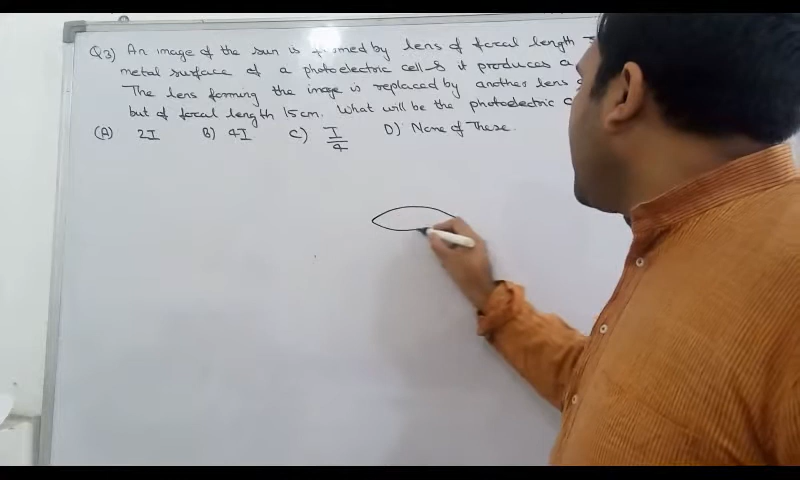 Q3) An image of the sun is formed by lens of focal length
metal surface of a photoelectric cell & it produces a
The lens forming the image is replaced by another lens
but of focal length 15 cm. What will be the photoelectric
(A) 2I B) 4I C) I/4 D) None of These.